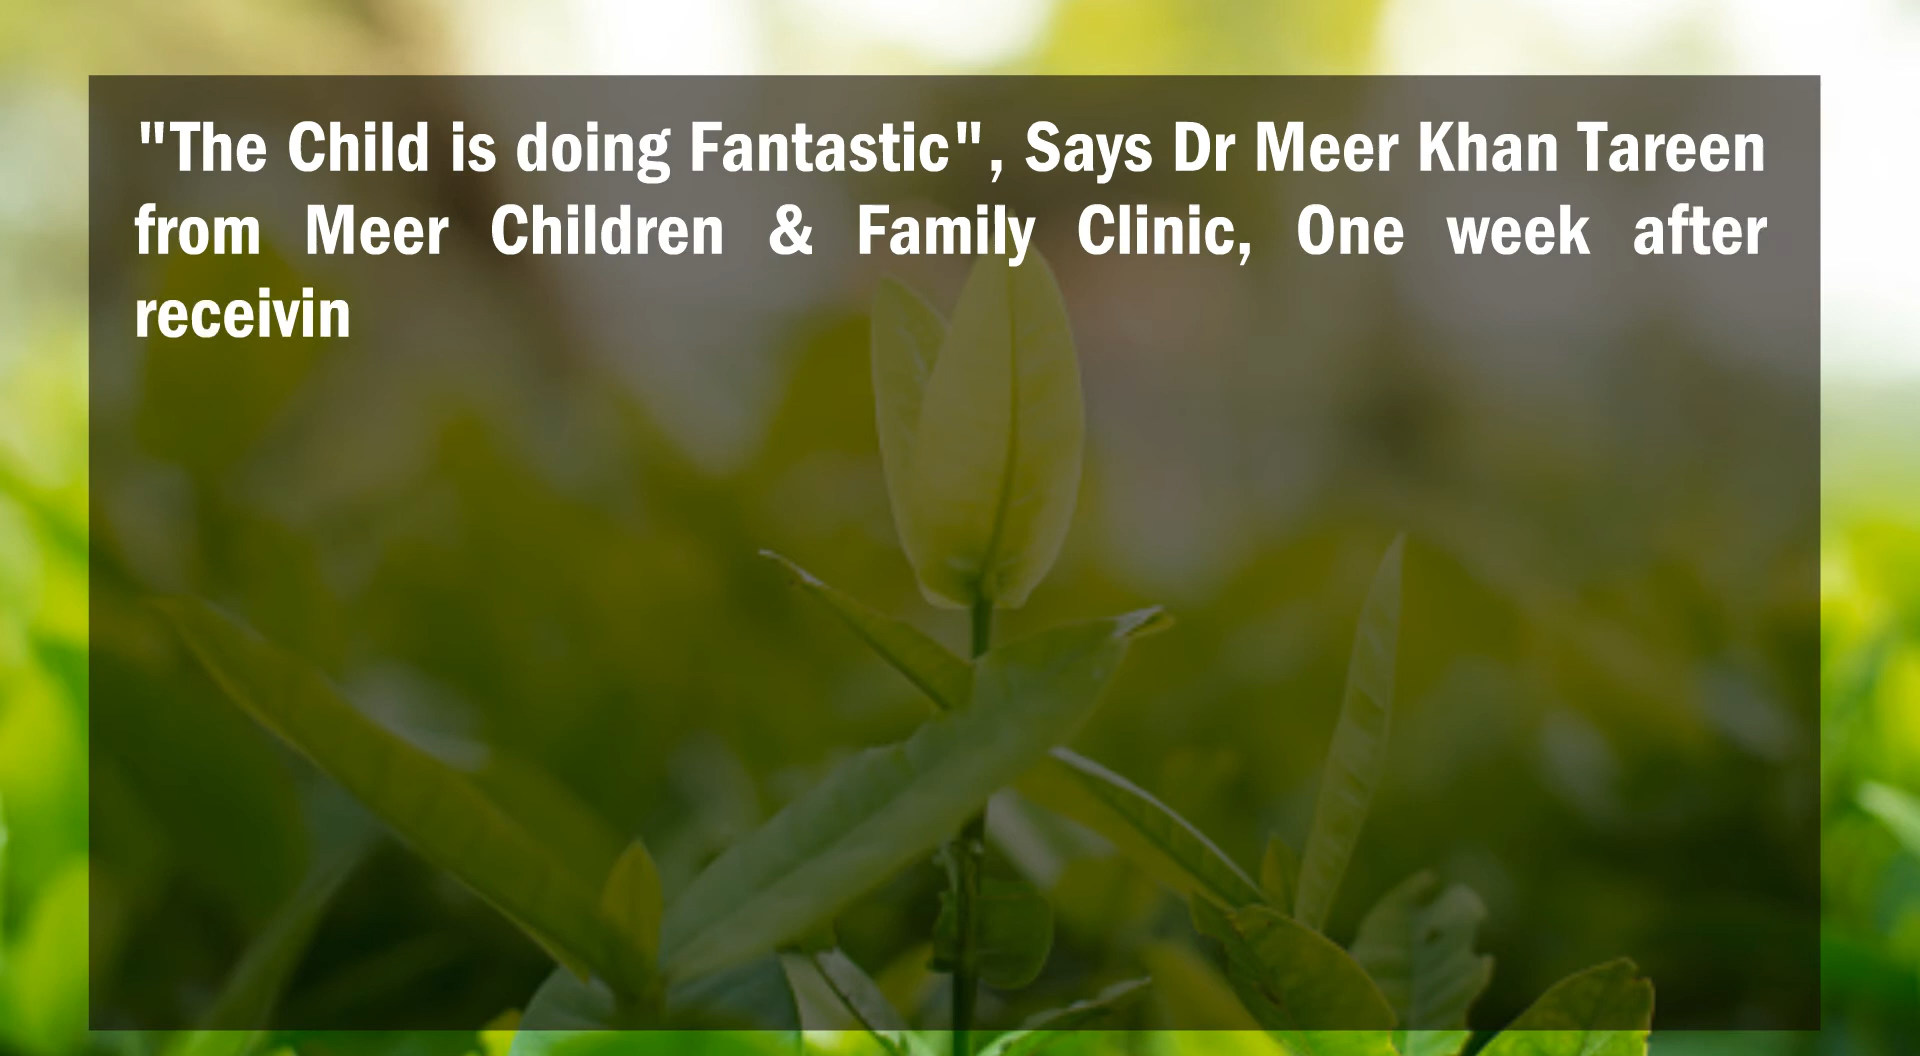 "The Child is doing Fantastic", Says Dr Meer Khan Tareen
from Meer Children & Family Clinic, One week after
receivin